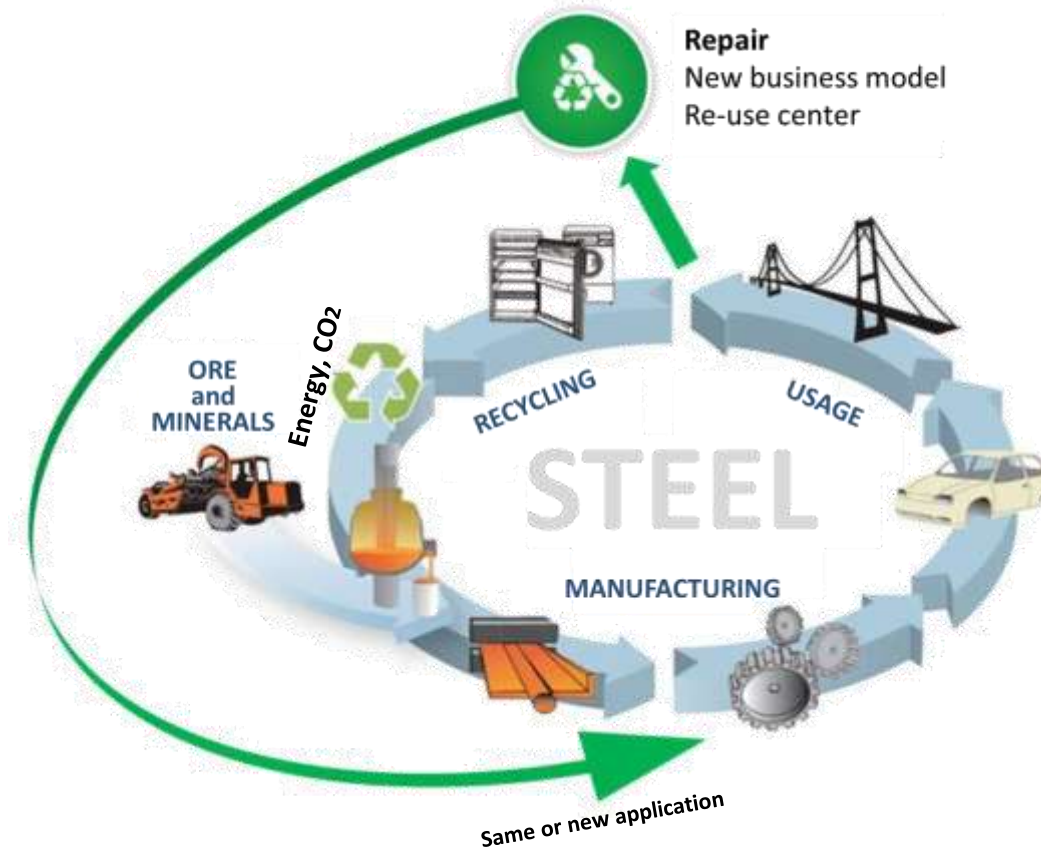 Repair
New business model
Re-use center
Energy, CO2
ORE
and
MINERALS
RECYCLING
USAGE
STEEL
MANUFACTURING
Same or new application